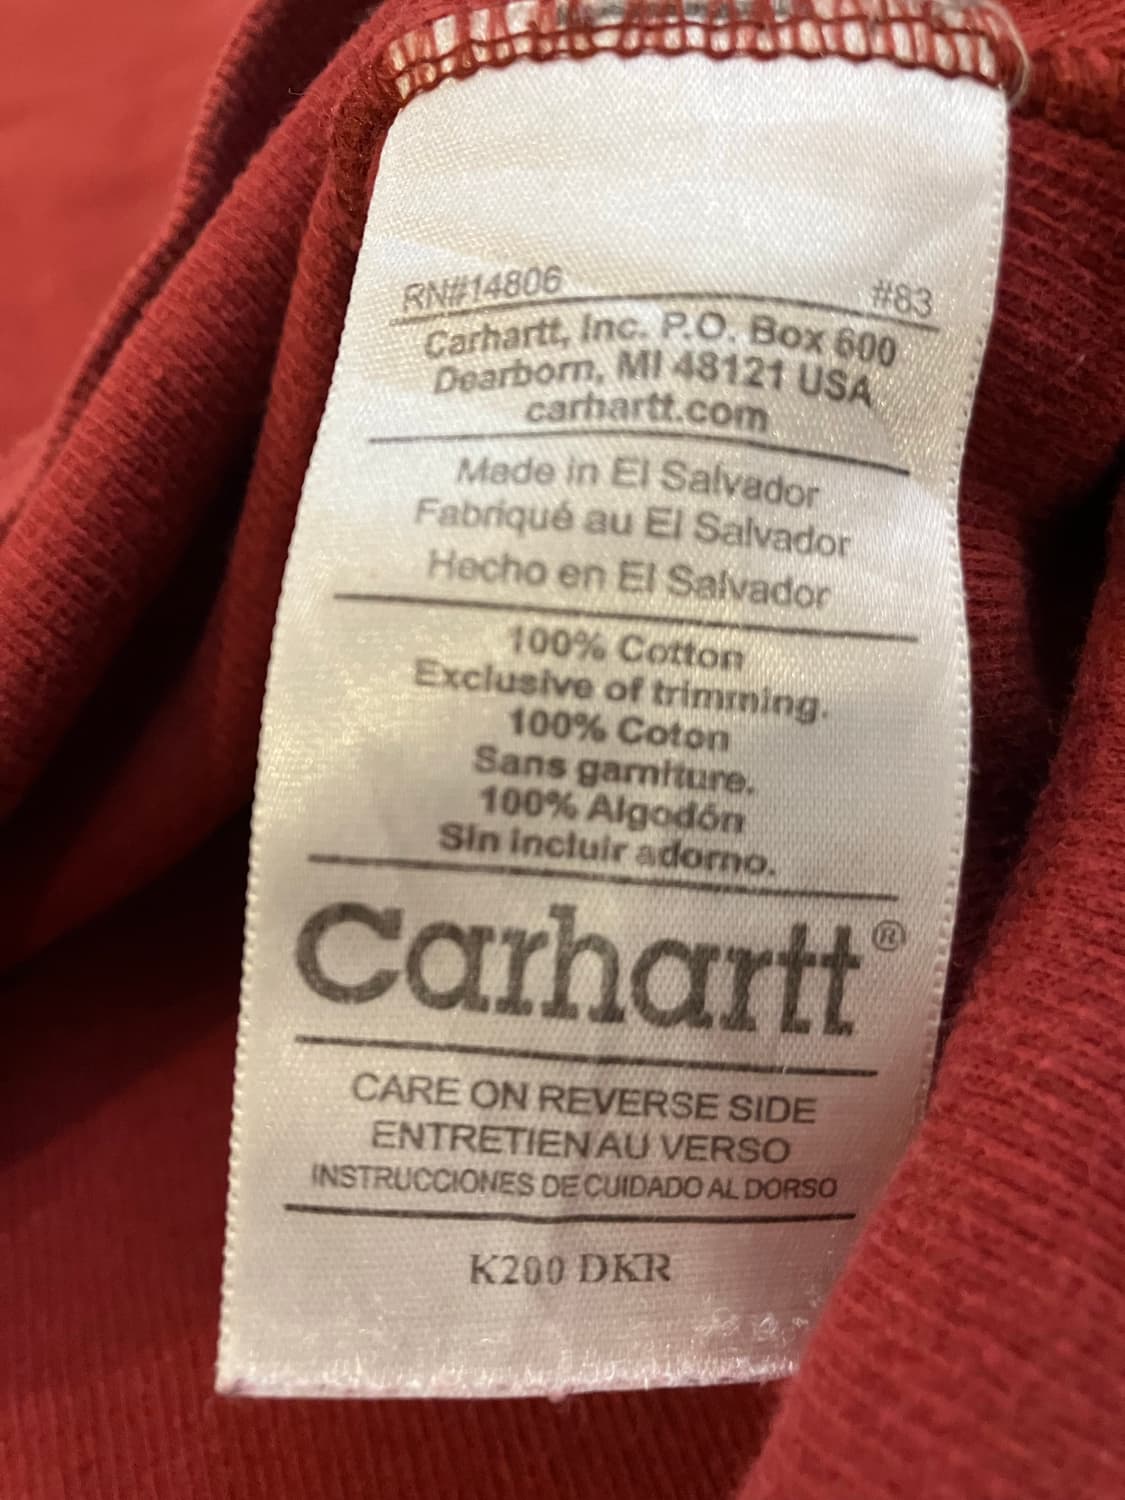 RN#14806 #83
Carhartt, Inc. P.O. Box 600
Dearborn, MI 48121 USA
carhartt.com
Made in El Salvador
Fabriqué au El Salvador
Hecho en El Salvador
100% Cotton
Exclusive of trimming.
100% Coton
Sans garniture.
100% Algodón
Sin incluir adorno.
Carhartt®
CARE ON REVERSE SIDE
ENTRETIEN AU VERSO
INSTRUCCIONES DE CUIDADO AL DORSO
K200 DKR